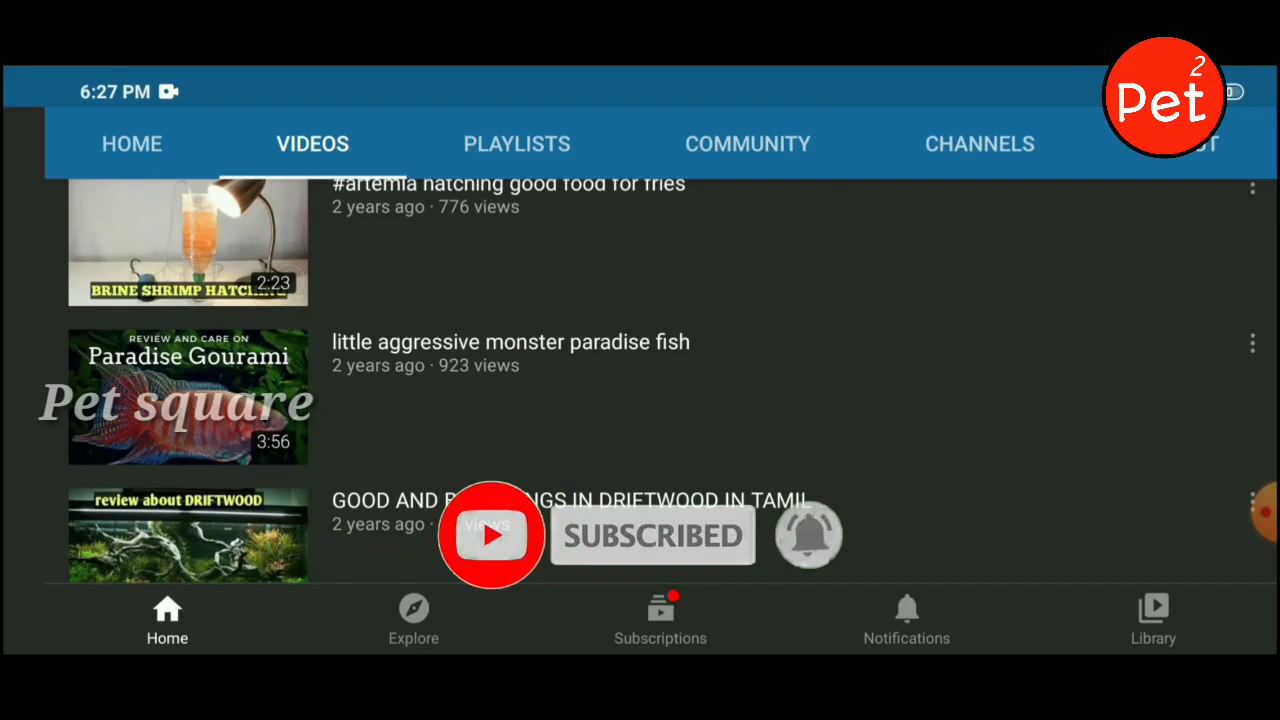 6:27 PM
Pet 2
HOME VIDEOS PLAYLISTS COMMUNITY CHANNELS
#artemia hatching good food for fries
2 years ago · 776 views
BRINE SHRIMP HATCHING
2:23
REVIEW AND CARE ON
Paradise Gourami
3:56
little aggressive monster paradise fish
2 years ago · 923 views
Pet square
review about DRIFTWOOD
GOOD AND IN DRIFTWOOD IN TAMIL
2 years ago · views
SUBSCRIBED
Home Explore Subscriptions Notifications Library